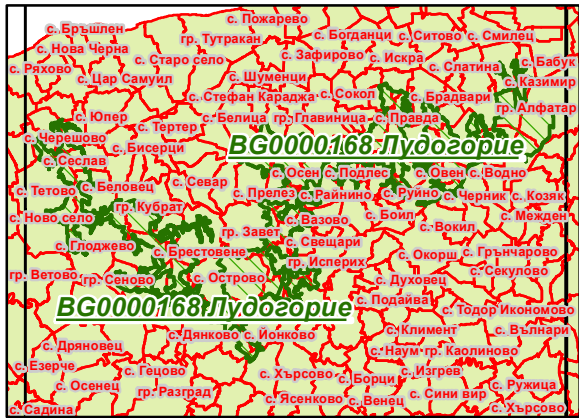 с. Пожарево
с. Бръшлен
с. Богданци с. Ситово с. Смилец
с. Нова Черна
гр. Тутракан
с. Ряхово
с. Старо село
с. Зафирово с. Искра
с. Бабук
с. Цар Самуил
с. Шуменци
с. Слатина
с. Казимир
с. Стефан Караджа с. Сокол
с. Брадвари
гр. Алфатар
с. Юпер
с. Белица гр. Главиница с. Правда
с. Тертер
с. Черешово
с. Бисерци
BG0000168 Лудогорие
с. Сеслав
с. Осен с. Подлес
с. Овен с. Водно
с. Тетово с. Беловец с. Севар
с. Прелез с. Райнино с. Руйно с. Черник с. Козяк
гр. Кубрат
с. Ново село
с. Вазово с. Боил
с. Межден
гр. Завет
с. Вокил
с. Глоджево
с. Брестовене
с. Свещари
с. Окорш с. Грънчарово
гр. Ветово гр. Сеново
с. Острово
гр. Исперих
с. Духовец
с. Секулово
BG0000168 Лудогорие
с. Подайва
с. Тодор Икономово
с. Дянково с. Йонково
с. Климент
с. Вълнари
с. Дряновец
с. Наум гр. Каолиново
с. Езерче
с. Гецово
с. Хърсово
с. Борци
с. Изгрев
с. Осенец
гр. Разград
с. Ружица
с. Садина
с. Ясенково
с. Венец
с. Сини вир
с. Хърсово